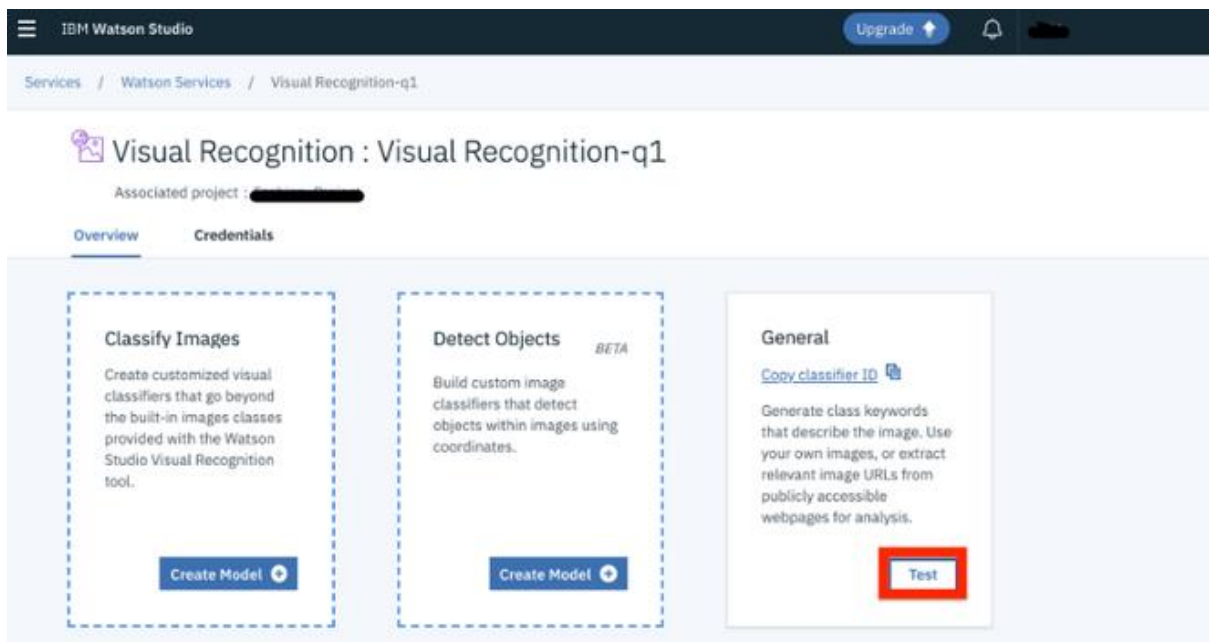 IBM Watson Studio
Upgrade
Services / Watson Services / Visual Recognition-q1
Visual Recognition : Visual Recognition-q1
Associated project :
Overview
Credentials
Classify Images
Create customized visual
classifiers that go beyond
the built-in images classes
provided with the Watson
Studio Visual Recognition
tool.
Create Model
Detect Objects
BETA
Build custom image
classifiers that detect
objects within images using
coordinates.
Create Model
General
Copy classifier ID
Generate class keywords
that describe the image. Use
your own images, or extract
relevant image URLs from
publicly accessible
webpages for analysis.
Test